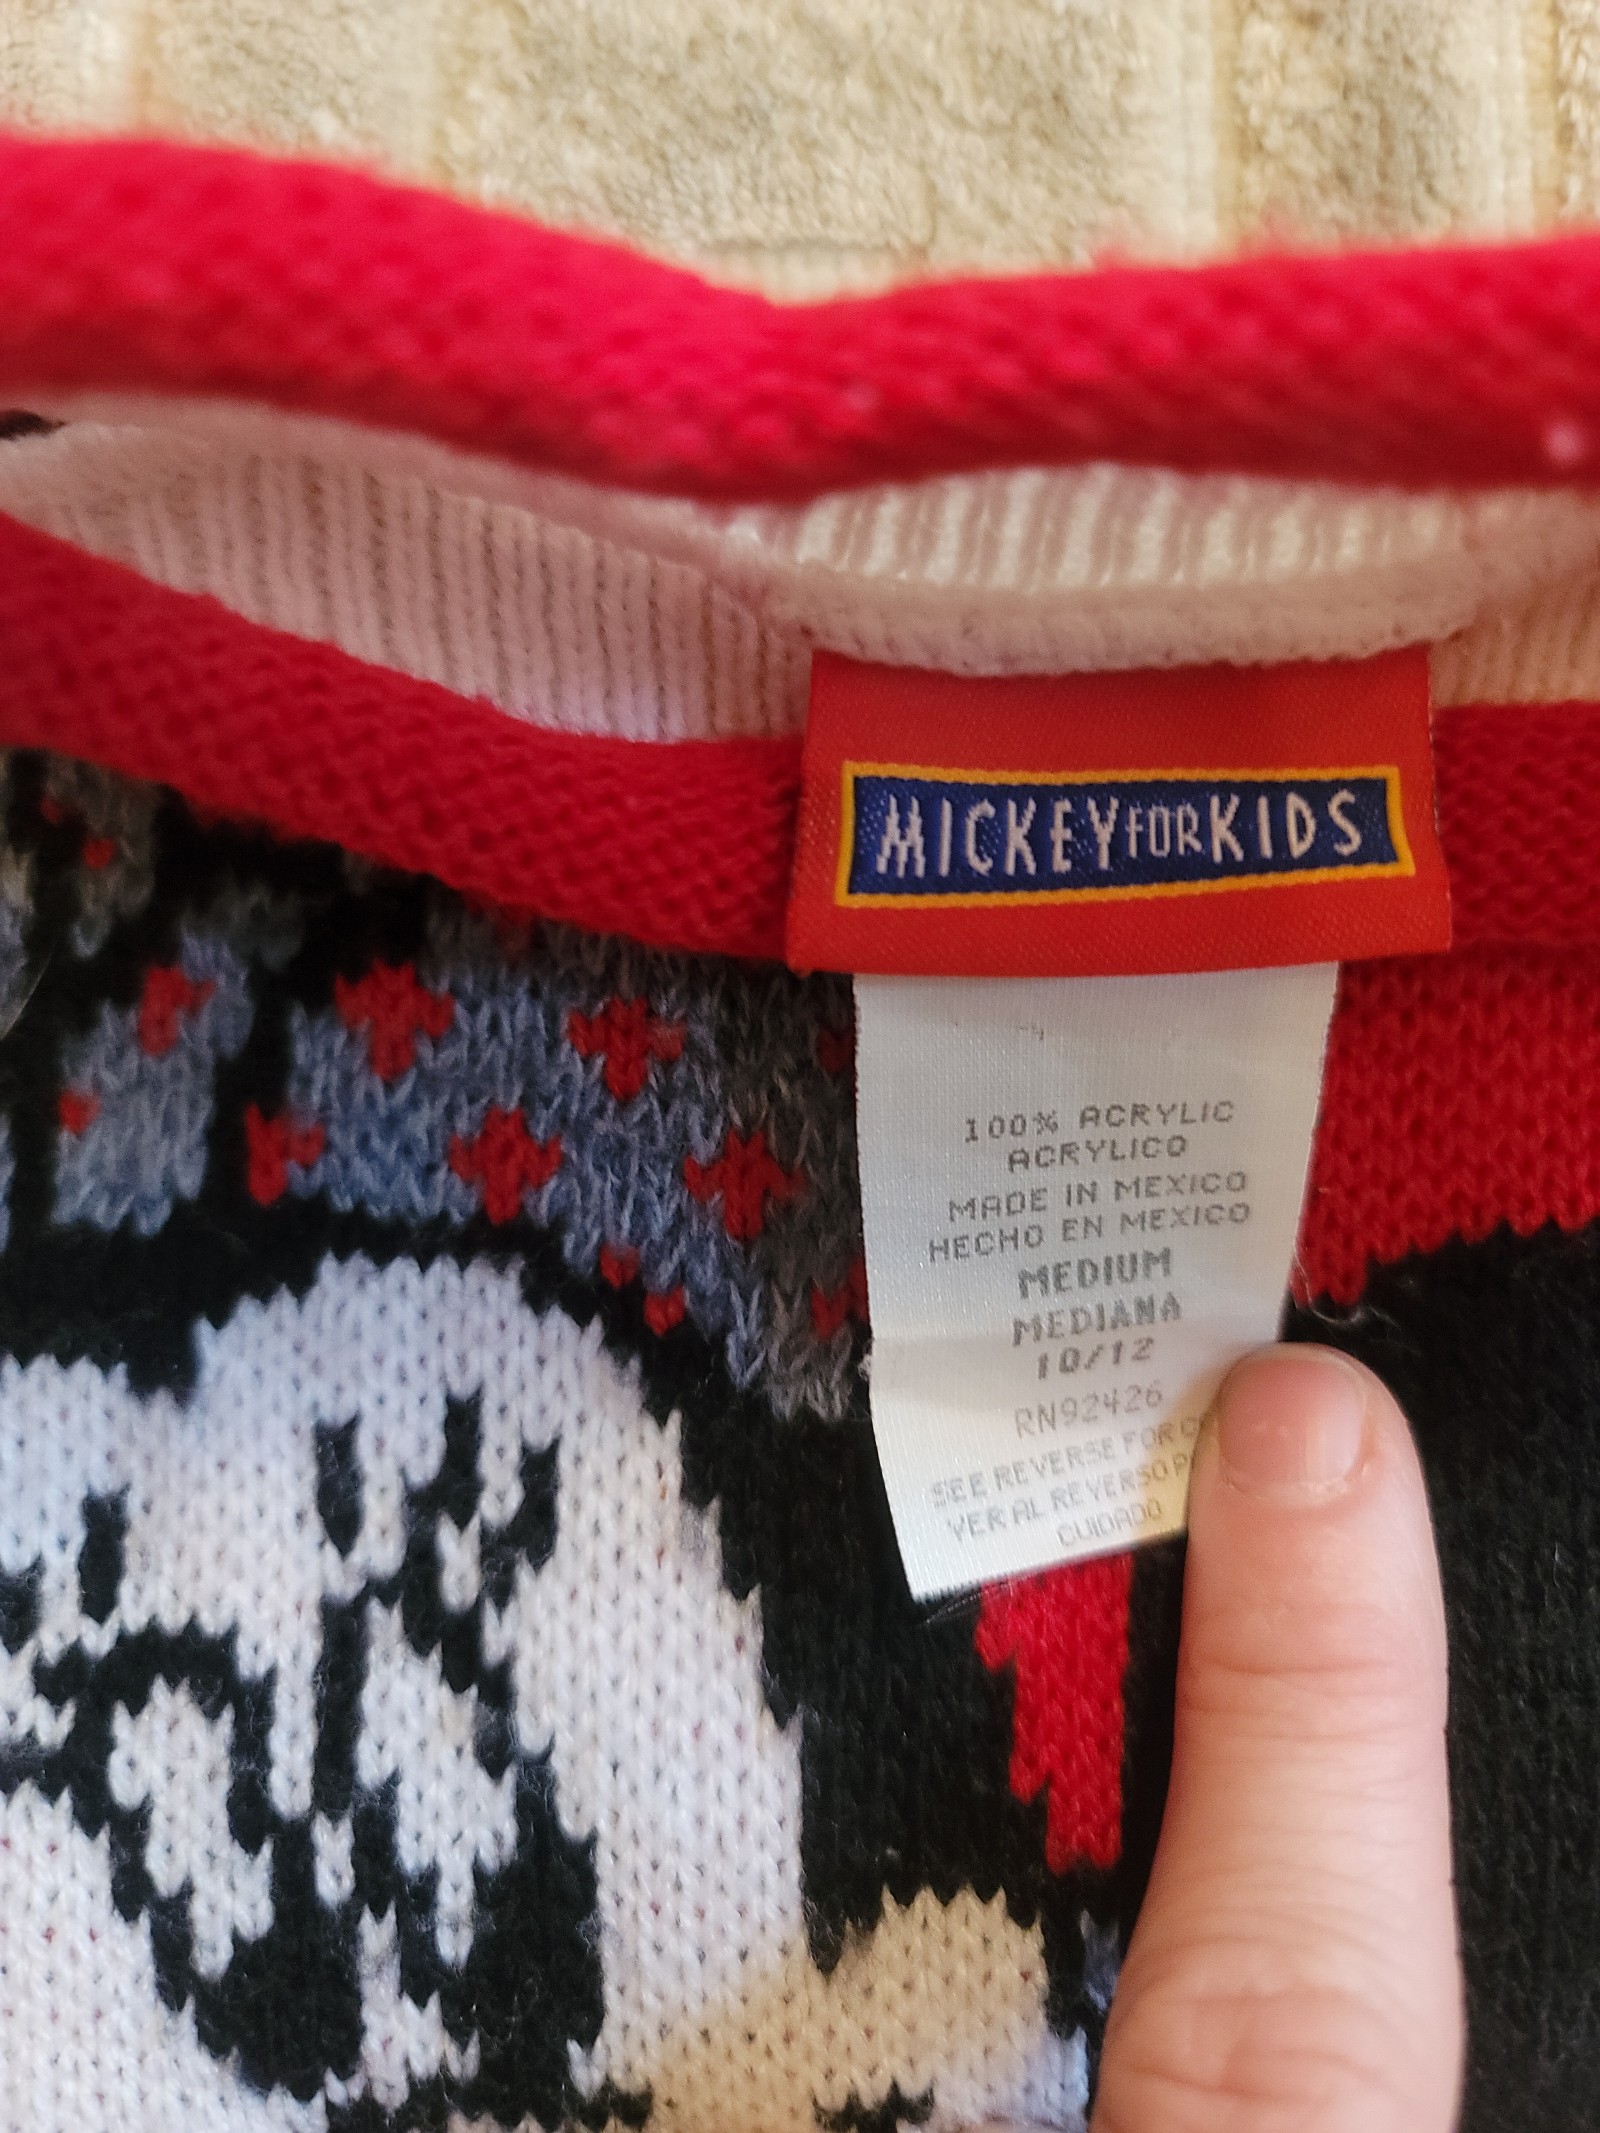 MICKEY FOR KIDS
100% ACRYLIC
ACRYLICO
MADE IN MEXICO
HECHO EN MEXICO
MEDIUM
MEDIANA
10/12
RN92426
SEE REVERSE FOR
VER AL REVERSO
CUIDADO